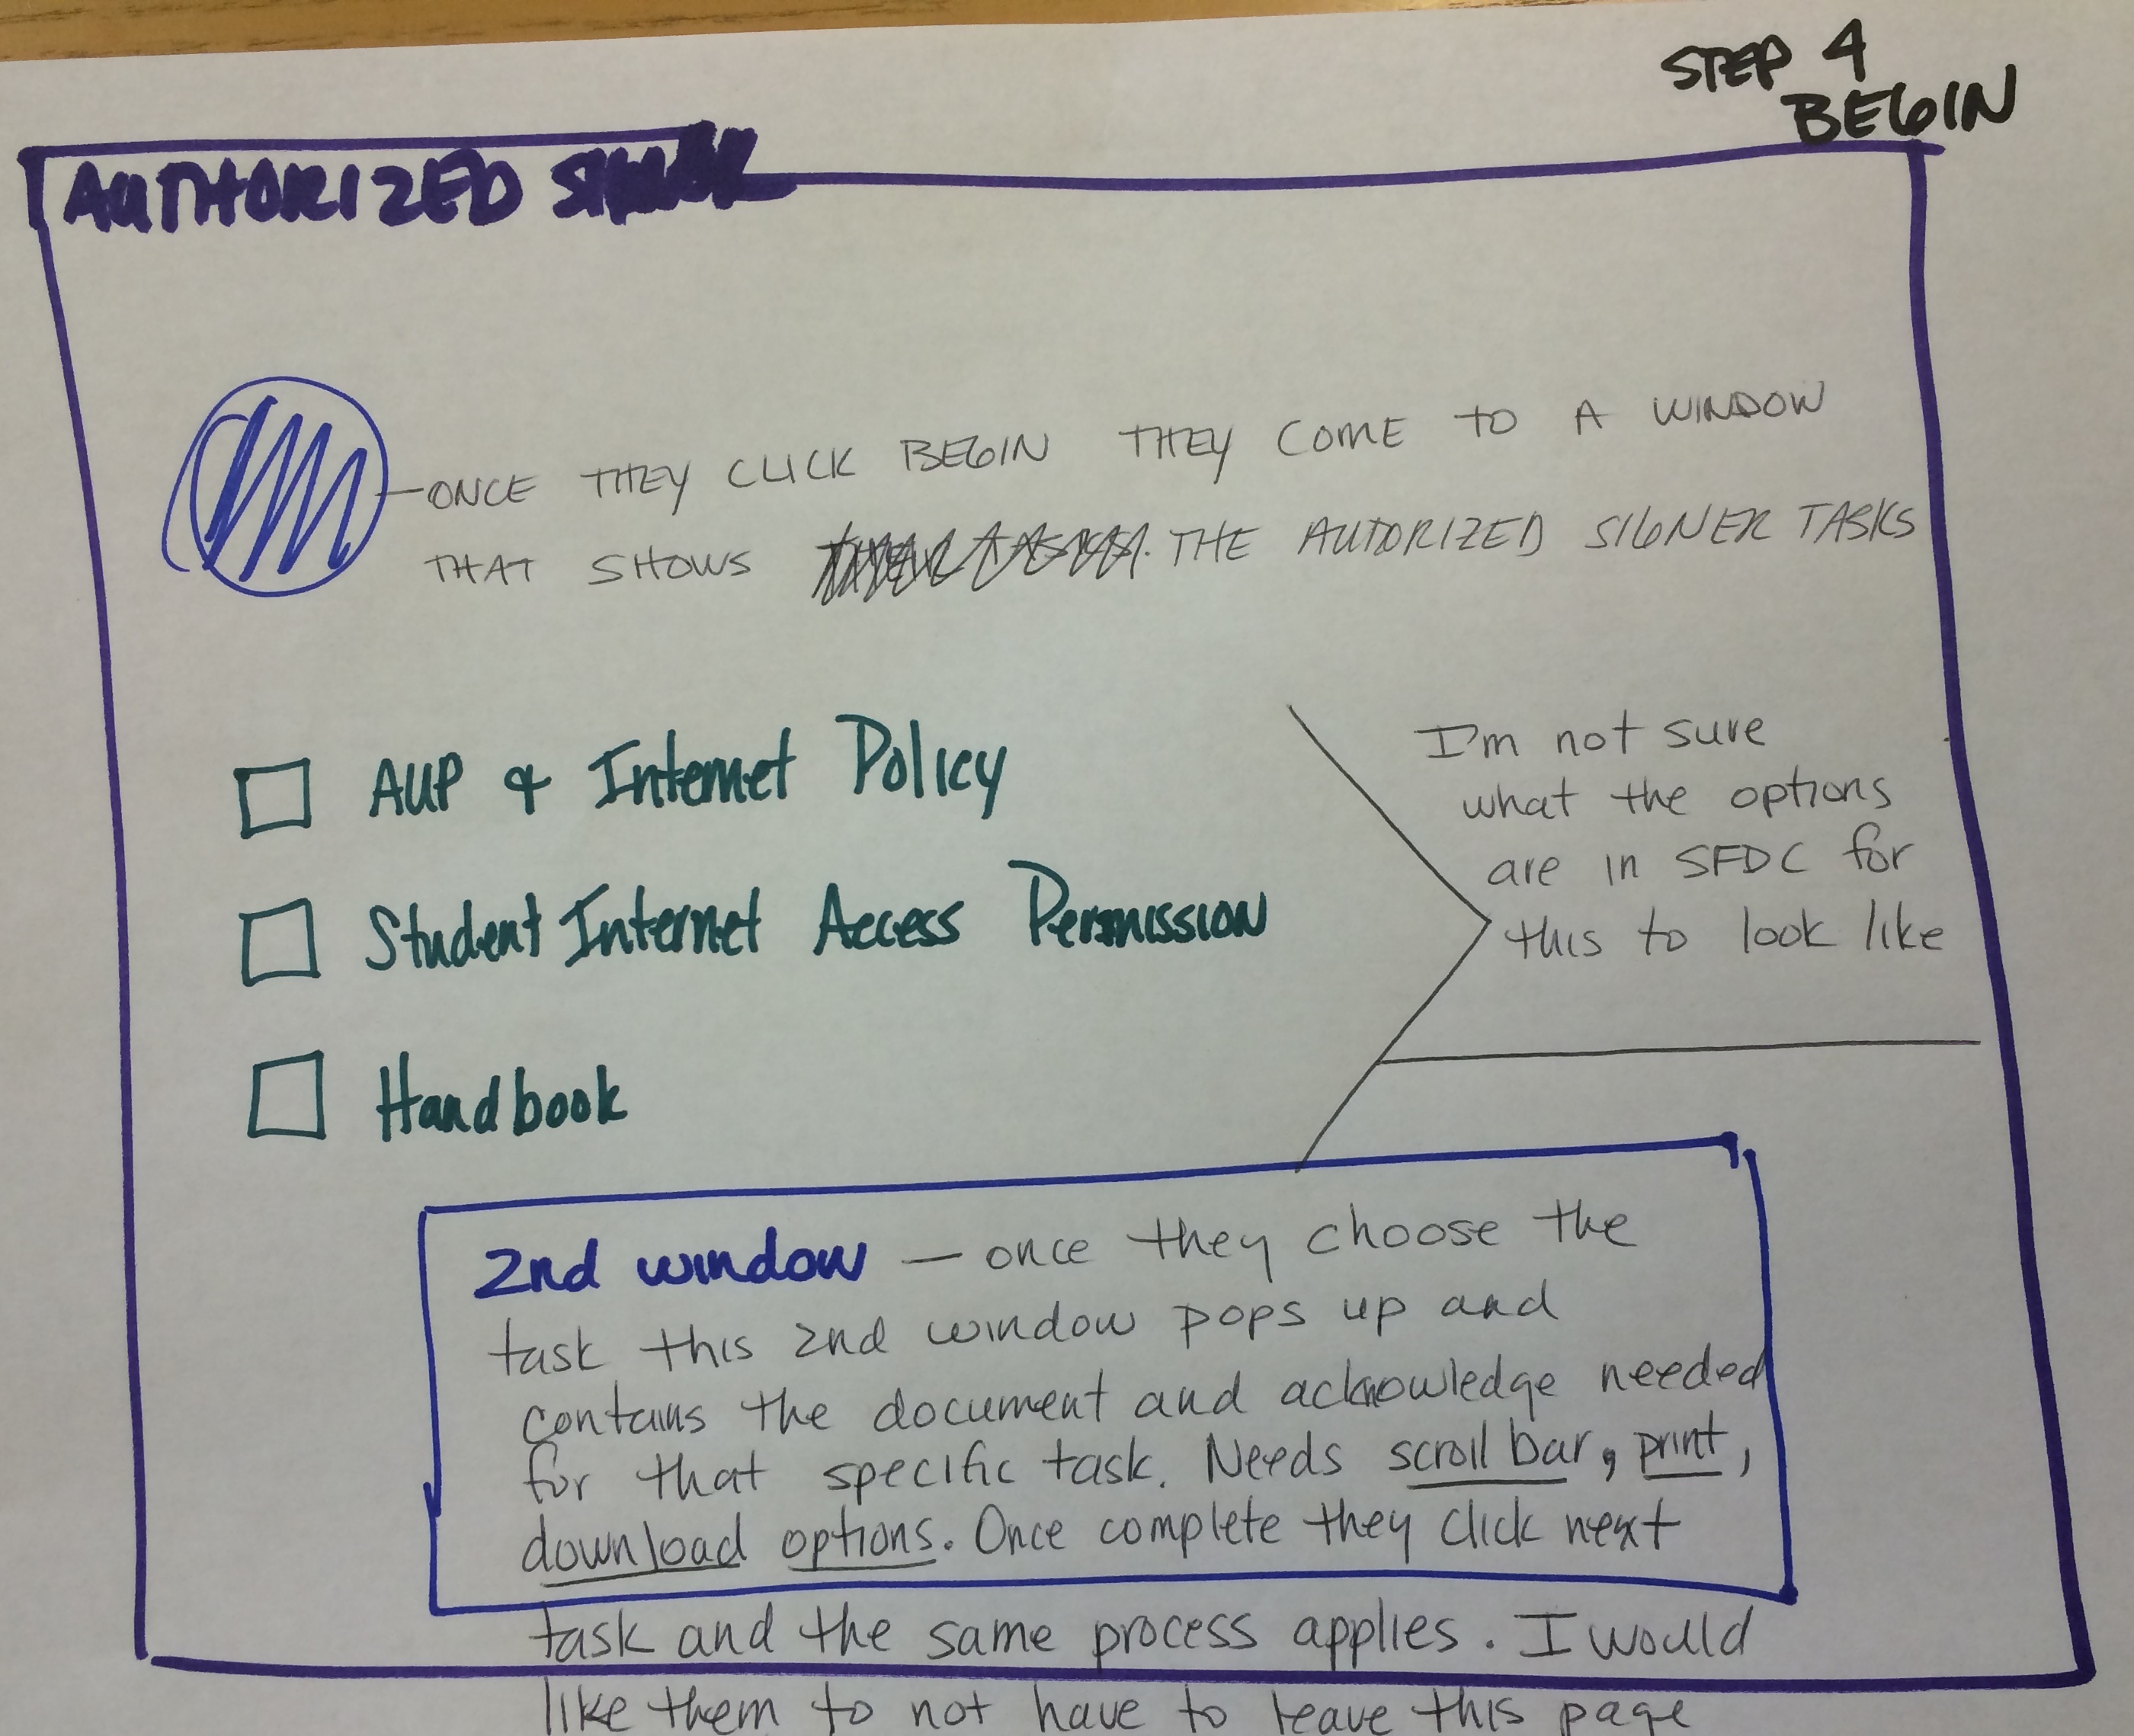 STEP 4
BEGIN
AUTHORIZED
ONCE THEY CLICK BEGIN THEY COME TO A WINDOW
THAT SHOWS THE AUTORIZED SIGNER TASKS
AUP & Internet Policy
Student Internet Access Permission
Handbook
I'm not sure
what the options
are in SFDC for
this to look like
2nd window — once they choose the
task this 2nd window pops up and
contains the document and acknowledge needed
for that specific task. Needs scroll bar, print,
download options. Once complete they click next
task and the same process applies. I would
like them to not have to leave this page